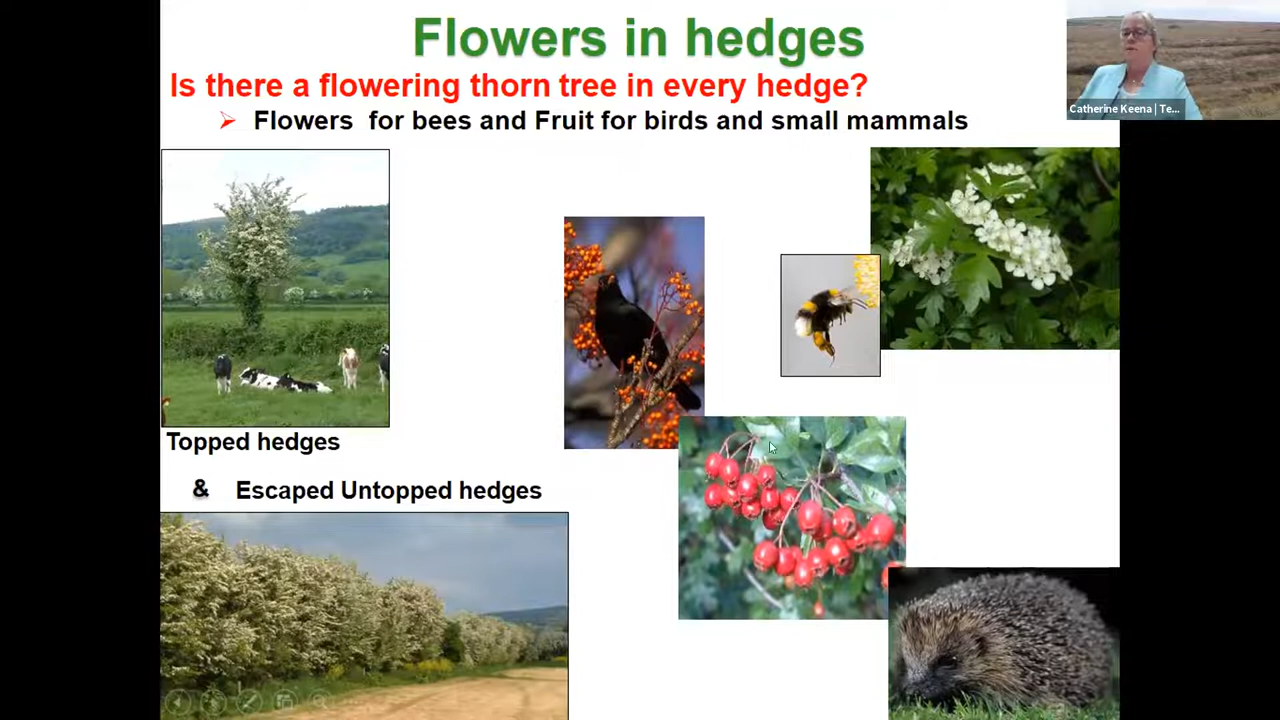 Flowers in hedges
Is there a flowering thorn tree in every hedge?
Flowers for bees and Fruit for birds and small mammals
Catherine Keena | Te...
Topped hedges
& Escaped Untopped hedges